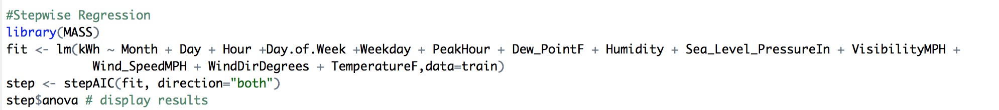 #Stepwise Regression
library(MASS)
fit <- lm(kWh ~ Month + Day + Hour +Day.of.Week +Weekday + PeakHour + Dew_PointF + Humidity + Sea_Level_PressureIn + VisibilityMPH +
Wind_SpeedMPH + WindDirDegrees + TemperatureF,data=train)
step <- stepAIC(fit, direction="both")
step$anova # display results